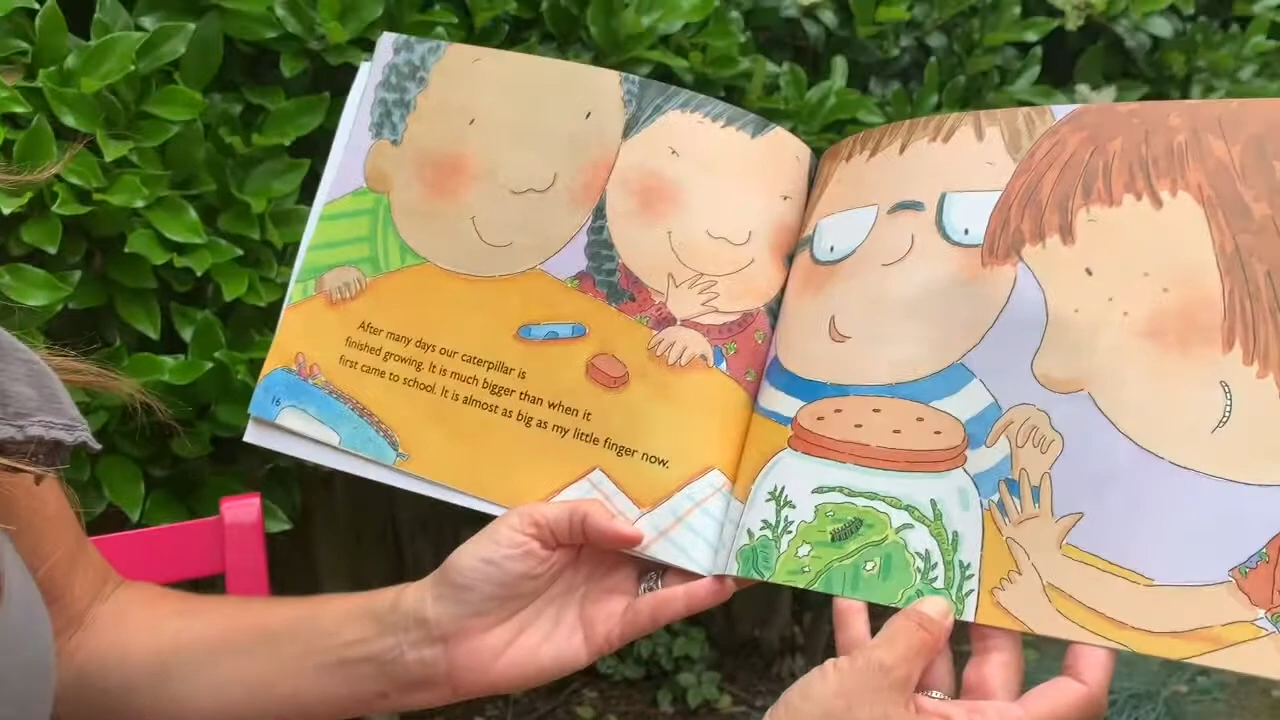 After many days our caterpillar is
finished growing. It is much bigger than when it
first came to school. It is almost as big as my little finger now.
16